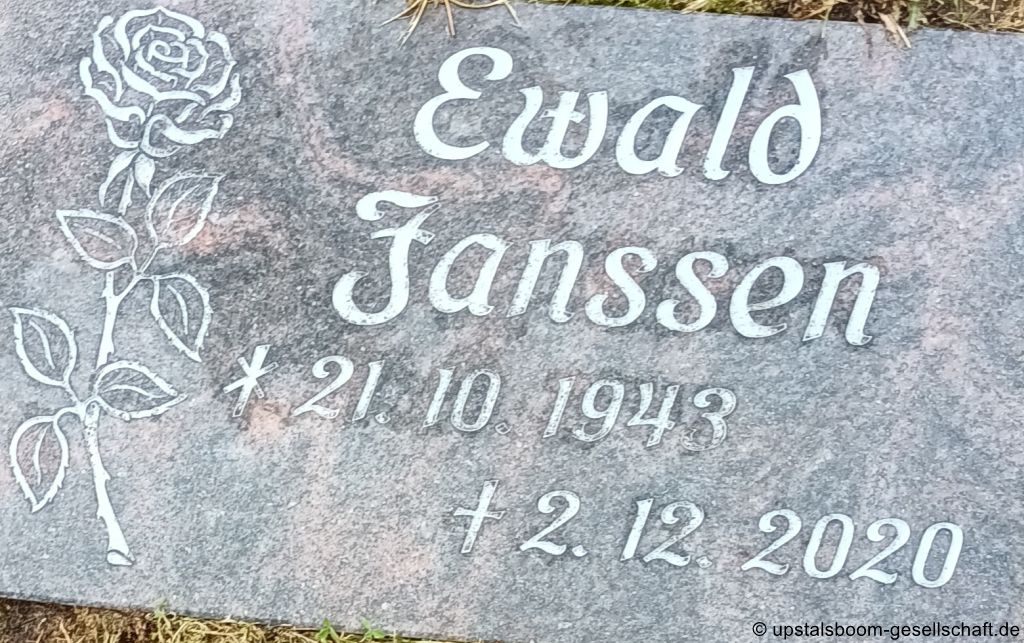 Ewald
Janssen
* 21. 10. 1943
† 2. 12. 2020
© upstalsboom-gesellschaft.de